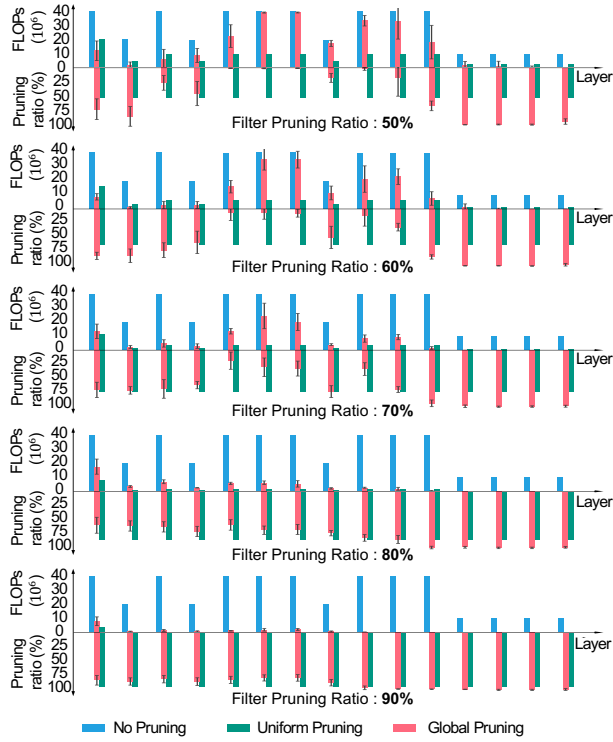 FLOPs
(10⁶)
40
30
20
10
0
25
50
75
100
Pruning
ratio (%)
Layer
Filter Pruning Ratio : 50%
FLOPs
(10⁶)
40
30
20
10
0
25
50
75
100
Pruning
ratio (%)
Layer
Filter Pruning Ratio : 60%
FLOPs
(10⁶)
40
30
20
10
0
25
50
75
100
Pruning
ratio (%)
Layer
Filter Pruning Ratio : 70%
FLOPs
(10⁶)
40
30
20
10
0
25
50
75
100
Pruning
ratio (%)
Layer
Filter Pruning Ratio : 80%
FLOPs
(10⁶)
40
30
20
10
0
25
50
75
100
Pruning
ratio (%)
Layer
Filter Pruning Ratio : 90%
No Pruning Uniform Pruning Global Pruning